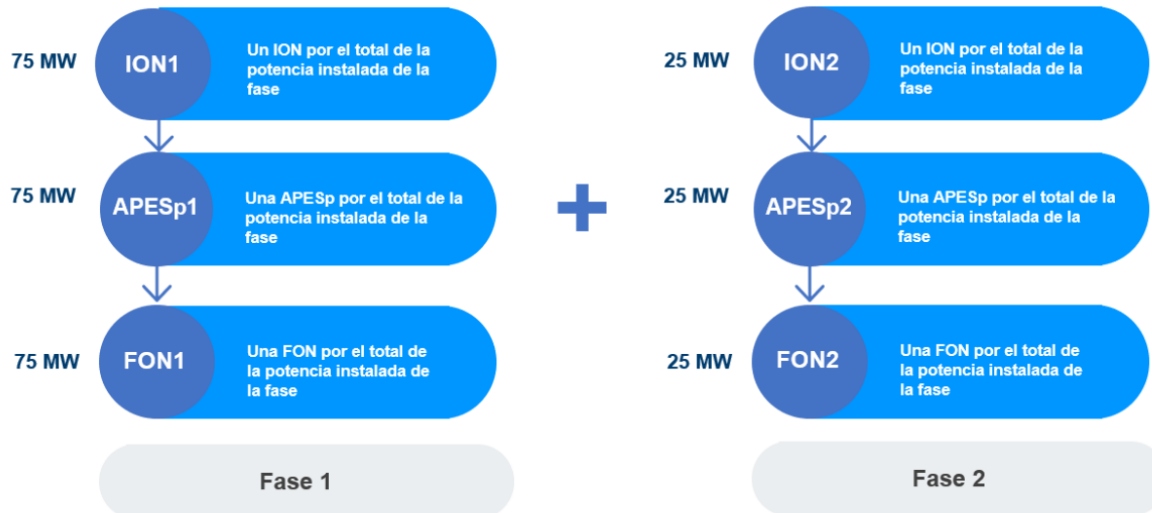 75 MW
ION1
Un ION por el total de la
potencia instalada de la
fase
75 MW
APESp1
Una APESp por el total de la
potencia instalada de la
fase
75 MW
FON1
Una FON por el total de
la potencia instalada de
la fase
Fase 1
+
25 MW
ION2
Un ION por el total de la
potencia instalada de la
fase
25 MW
APESp2
Una APESp por el total de la
potencia instalada de la
fase
25 MW
FON2
Una FON por el total de
la potencia instalada de
la fase
Fase 2